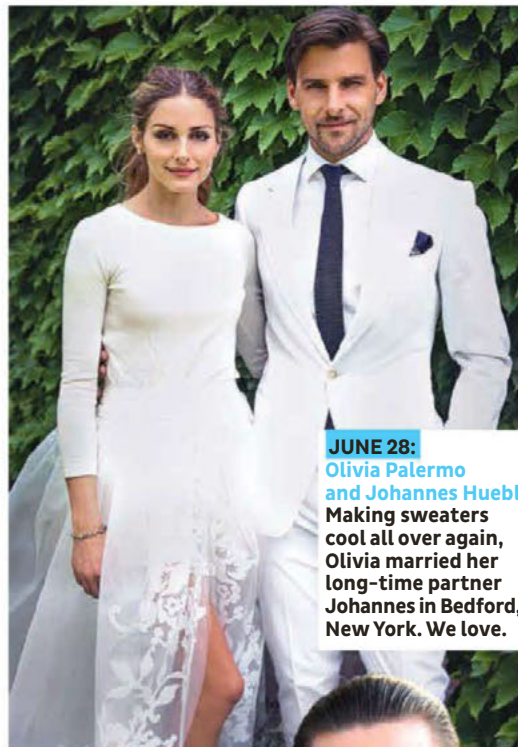 JUNE 28:
Olivia Palermo
and Johannes Huebl
Making sweaters
cool all over again,
Olivia married her
long-time partner
Johannes in Bedford,
New York. We love.